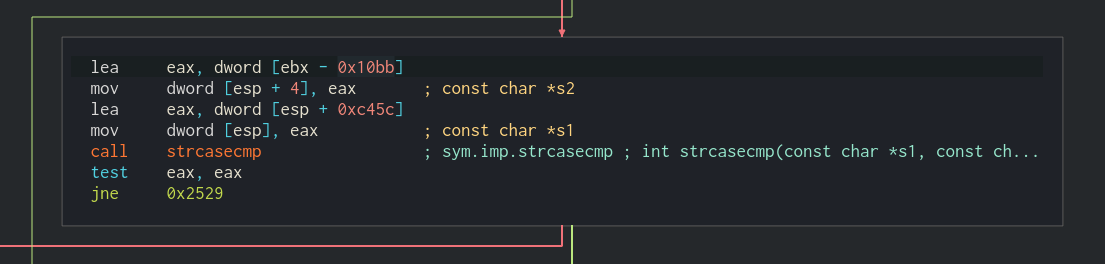 lea eax, dword [ebx - 0x10bb]
mov dword [esp + 4], eax ; const char *s2
lea eax, dword [esp + 0xc45c]
mov dword [esp], eax ; const char *s1
call strcasecmp ; sym.imp.strcasecmp ; int strcasecmp(const char *s1, const ch...
test eax, eax
jne 0x2529